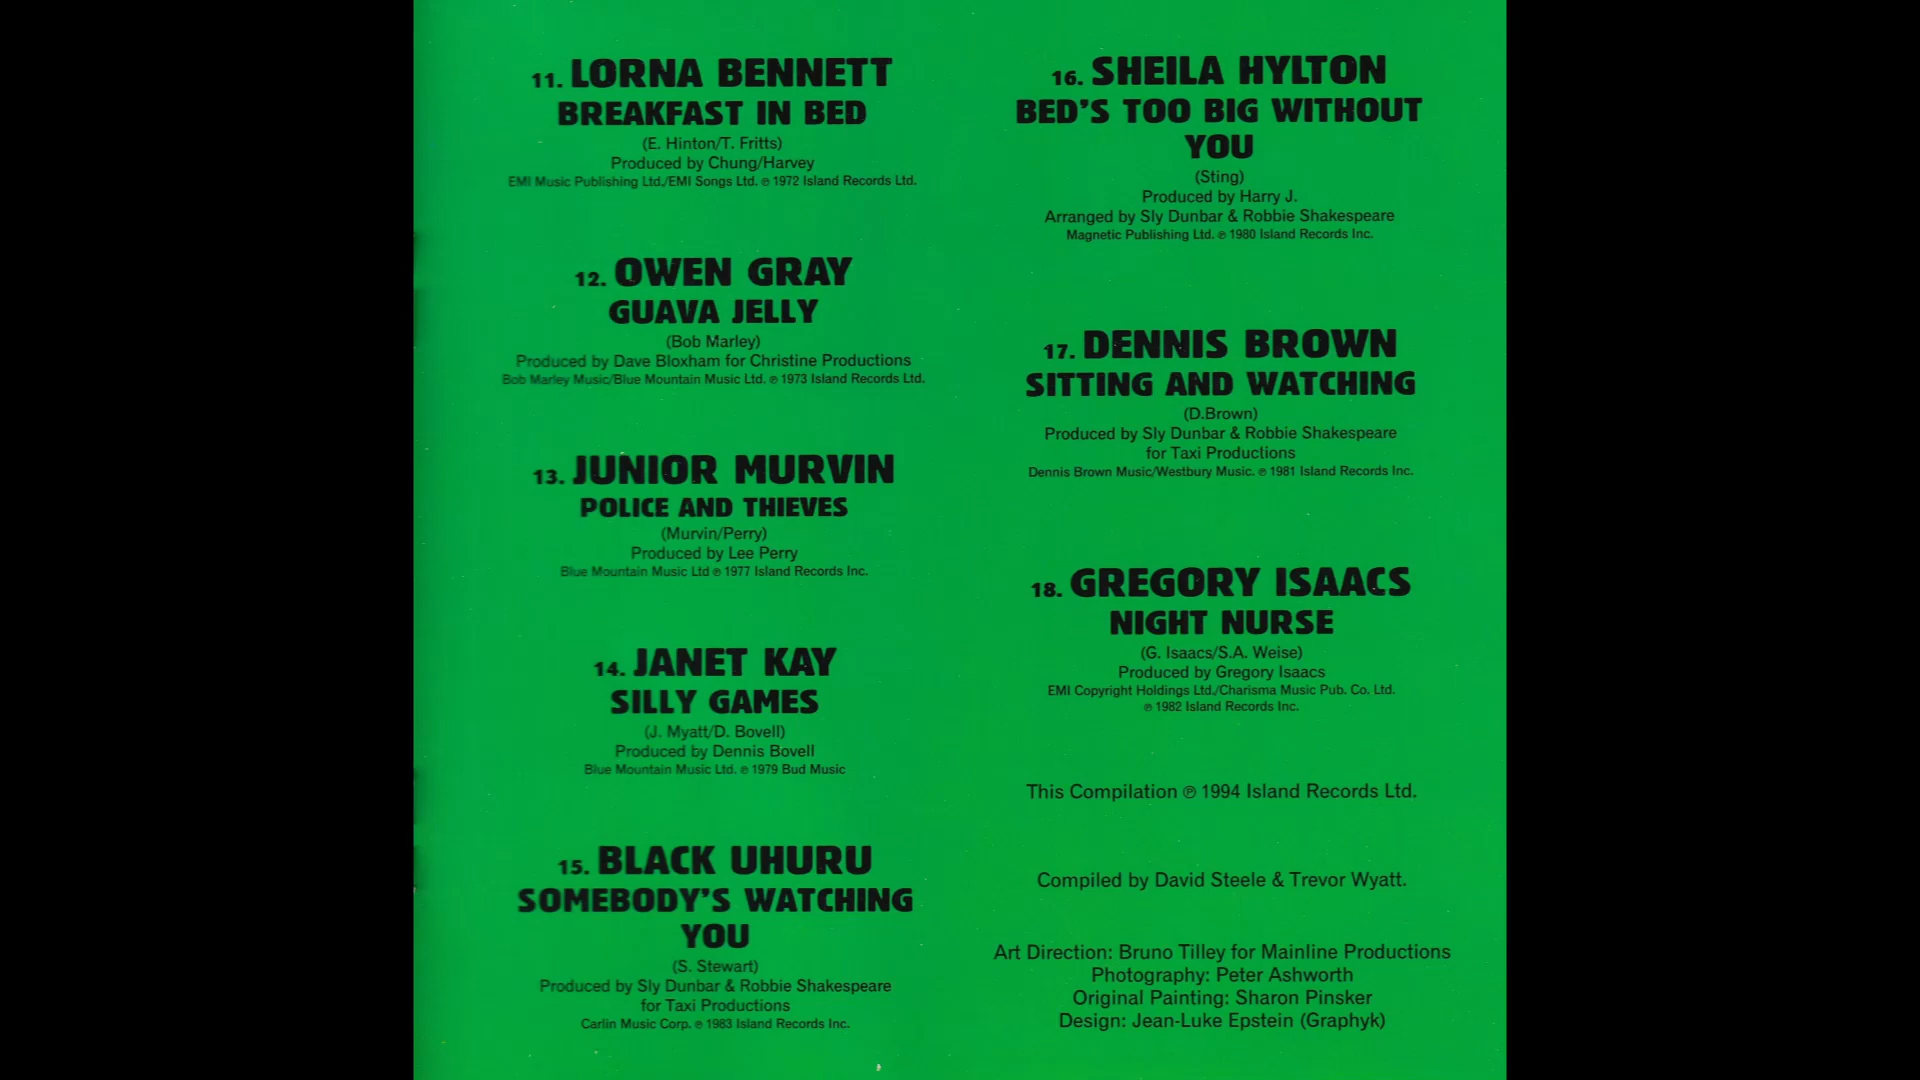 11. LORNA BENNETT
BREAKFAST IN BED
(E. Hinton/T. Fritts)
Produced by Chung/Harvey
EMI Music Publishing Ltd./EMI Songs Ltd. ℗ 1972 Island Records Ltd.
12. OWEN GRAY
GUAVA JELLY
(Bob Marley)
Produced by Dave Bloxham for Christine Productions
Bob Marley Music/Blue Mountain Music Ltd. ℗ 1973 Island Records Ltd.
13. JUNIOR MURVIN
POLICE AND THIEVES
(Murvin/Perry)
Produced by Lee Perry
Blue Mountain Music Ltd ℗ 1977 Island Records Inc.
14. JANET KAY
SILLY GAMES
(J. Myatt/D. Bovell)
Produced by Dennis Bovell
Blue Mountain Music Ltd. ℗ 1979 Bud Music
15. BLACK UHURU
SOMEBODY'S WATCHING
YOU
(S. Stewart)
Produced by Sly Dunbar & Robbie Shakespeare
for Taxi Productions
Carlin Music Corp. ℗ 1983 Island Records Inc.
16. SHEILA HYLTON
BED'S TOO BIG WITHOUT
YOU
(Sting)
Produced by Harry J.
Arranged by Sly Dunbar & Robbie Shakespeare
Magnetic Publishing Ltd. ℗ 1980 Island Records Inc.
17. DENNIS BROWN
SITTING AND WATCHING
(D.Brown)
Produced by Sly Dunbar & Robbie Shakespeare
for Taxi Productions
Dennis Brown Music/Westbury Music. ℗ 1981 Island Records Inc.
18. GREGORY ISAACS
NIGHT NURSE
(G. Isaacs/S.A. Weise)
Produced by Gregory Isaacs
EMI Copyright Holdings Ltd./Charisma Music Pub. Co. Ltd.
℗ 1982 Island Records Inc.
This Compilation ℗ 1994 Island Records Ltd.
Compiled by David Steele & Trevor Wyatt.
Art Direction: Bruno Tilley for Mainline Productions
Photography: Peter Ashworth
Original Painting: Sharon Pinsker
Design: Jean-Luke Epstein (Graphyk)